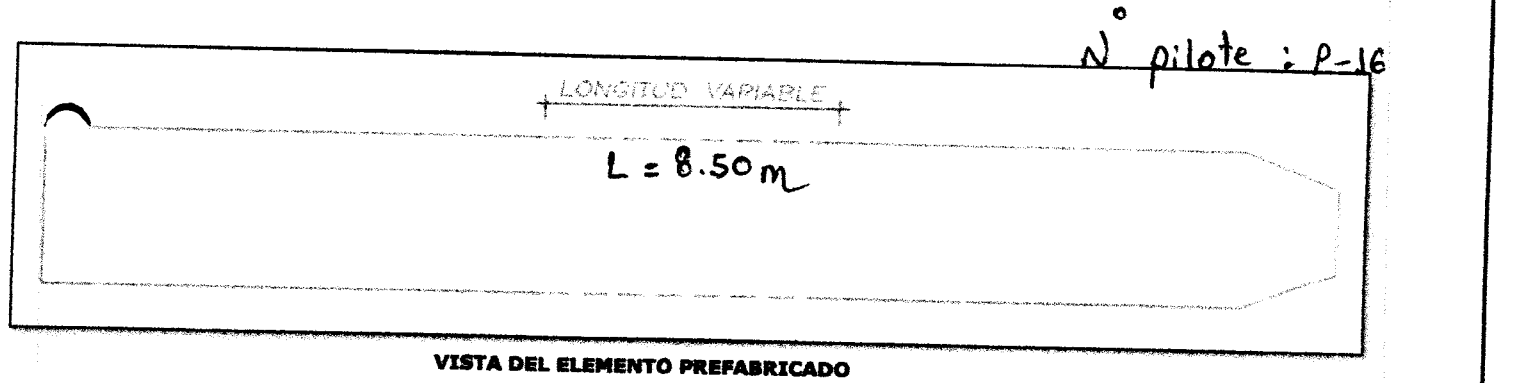 N° pilote : P-16
LONGITUD VARIABLE
L = 8.50 m
VISTA DEL ELEMENTO PREFABRICADO